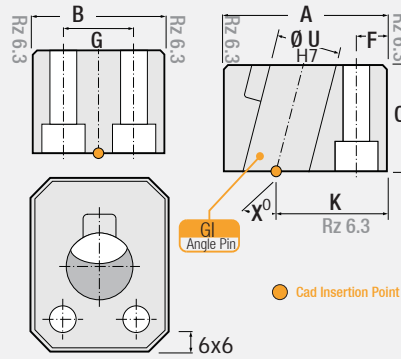 B
G
Rz 6.3
Rz 6.3
A
Ø U
H7
F
Rz 6.3
C
X⁰
K
Rz 6.3
GI
Angle Pin
Cad Insertion Point
6x6